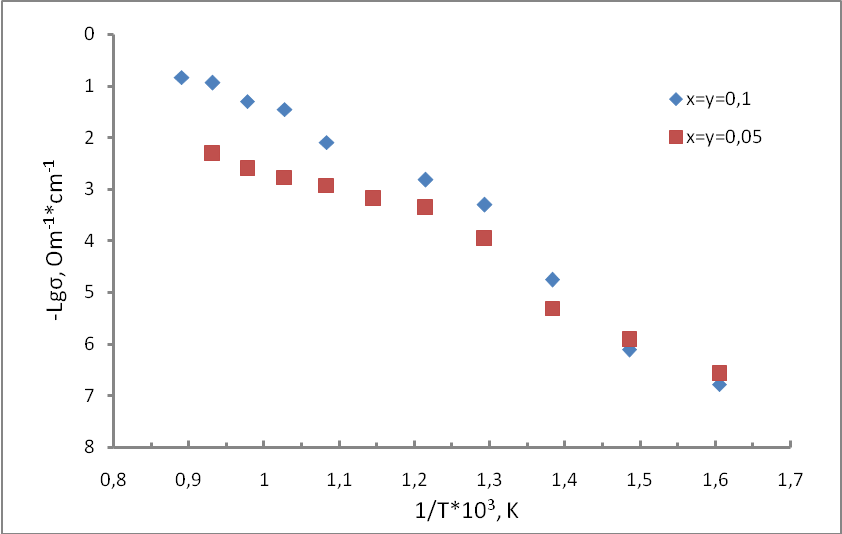 0
1
2
3
4
5
6
7
8
-Lgσ, Om⁻¹*cm⁻¹
x=y=0,1
x=y=0,05
0,8 0,9 1 1,1 1,2 1,3 1,4 1,5 1,6 1,7
1/T*10³, K